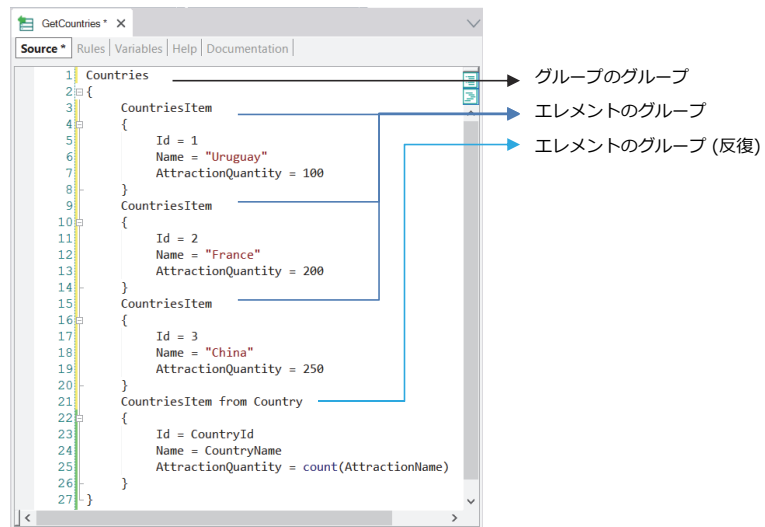 GetCountries * ×
Source * Rules Variables Help Documentation
1 Countries
2 {
3 CountriesItem
4 {
5 Id = 1
6 Name = "Uruguay"
7 AttractionQuantity = 100
8 }
9 CountriesItem
10 {
11 Id = 2
12 Name = "France"
13 AttractionQuantity = 200
14 }
15 CountriesItem
16 {
17 Id = 3
18 Name = "China"
19 AttractionQuantity = 250
20 }
21 CountriesItem from Country
22 {
23 Id = CountryId
24 Name = CountryName
25 AttractionQuantity = count(AttractionName)
26 }
27 }
グループのグループ
エレメントのグループ
エレメントのグループ (反復)